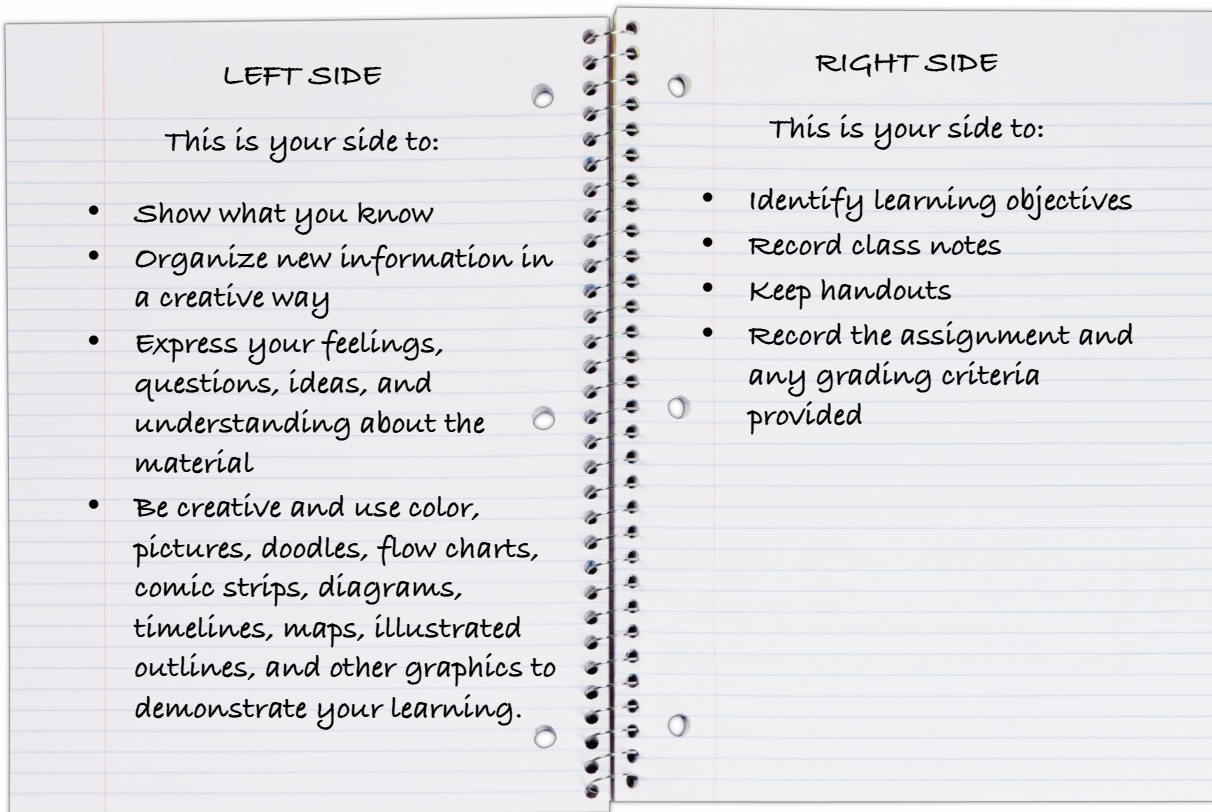 LEFT SIDE
This is your side to:
• Show what you know
• Organize new information in
a creative way
• Express your feelings,
questions, ideas, and
understanding about the
material
• Be creative and use color,
pictures, doodles, flow charts,
comic strips, diagrams,
timelines, maps, illustrated
outlines, and other graphics to
demonstrate your learning.
RIGHT SIDE
This is your side to:
• Identify learning objectives
• Record class notes
• Keep handouts
• Record the assignment and
any grading criteria
provided